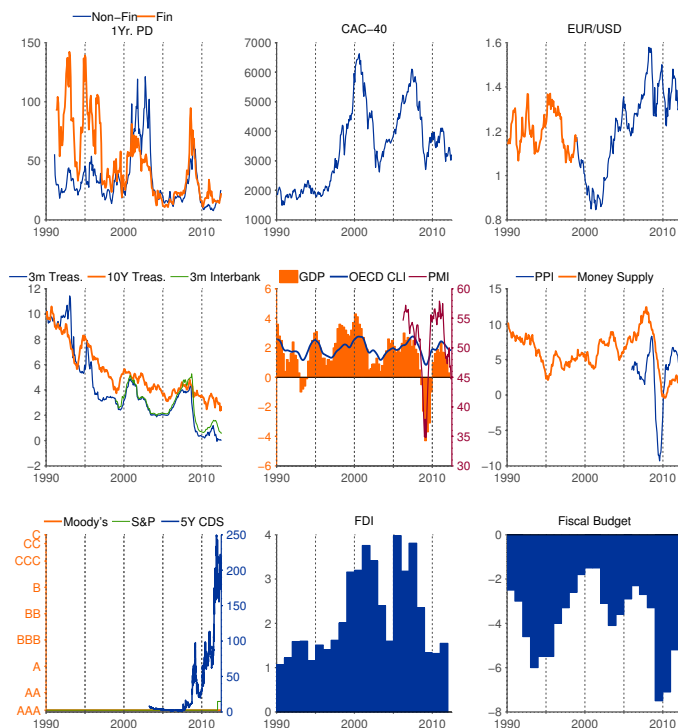 Non−Fin Fin
1Yr. PD
CAC−40
EUR/USD
150
100
50
0
1990 2000 2010
7000
6000
5000
4000
3000
2000
1000
1990 2000 2010
1.6
1.4
1.2
1
0.8
1990 2000 2010
3m Treas. 10Y Treas. 3m Interbank
GDP OECD CLI PMI
PPI Money Supply
12
10
8
6
4
2
0
−2
1990 2000 2010
6
4
2
0
−2
−4
−6
60
55
50
45
40
35
30
1990 2000 2010
15
10
5
0
−5
−10
1990 2000 2010
Moody's S&P 5Y CDS
FDI
Fiscal Budget
C
CC
CCC
B
BB
BBB
A
AA
AAA
250
200
150
100
50
0
1990 2000 2010
4
3
2
1
0
1990 2000 2010
0
−2
−4
−6
−8
1990 2000 2010